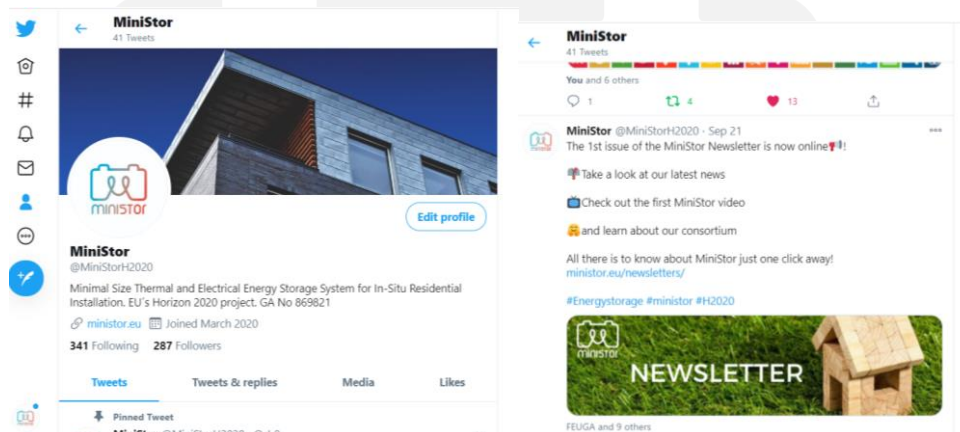 MiniStor
41 Tweets
MINISTOR
Edit profile
MiniStor
@MiniStorH2020
Minimal Size Thermal and Electrical Energy Storage System for In-Situ Residential
Installation. EU´s Horizon 2020 project. GA No 869821
ministor.eu Joined March 2020
341 Following 287 Followers
Tweets Tweets & replies Media Likes
Pinned Tweet
MiniStor
41 Tweets
You and 6 others
1 4 13
MiniStor @MiniStorH2020 · Sep 21
The 1st issue of the MiniStor Newsletter is now online!
Take a look at our latest news
Check out the first MiniStor video
and learn about our consortium
All there is to know about MiniStor just one click away!
ministor.eu/newsletters/
#Energystorage #ministor #H2020
MINISTOR
NEWSLETTER
FEUGA and 9 others